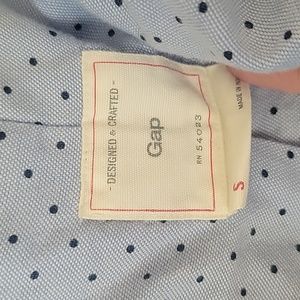 - DESIGNED & CRAFTED -
Gap
RN 54023
S
MADE IN